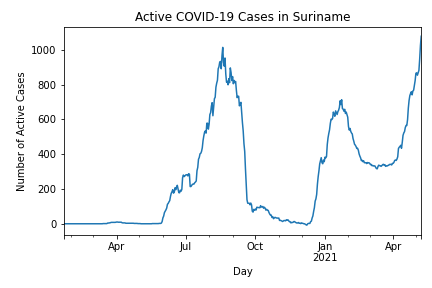 Active COVID-19 Cases in Suriname
Number of Active Cases
1000
800
600
400
200
0
Apr
Jul
Oct
Jan
2021
Apr
Day